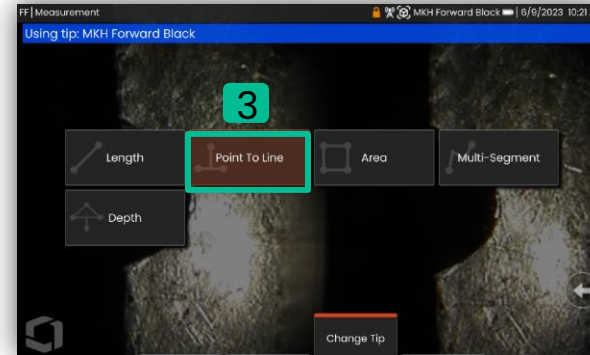 FF | Measurement MKH Forward Black | 6/9/2023 10:21
Using tip: MKH Forward Black
3
Length Point To Line Area Multi-Segment
Depth
Change Tip